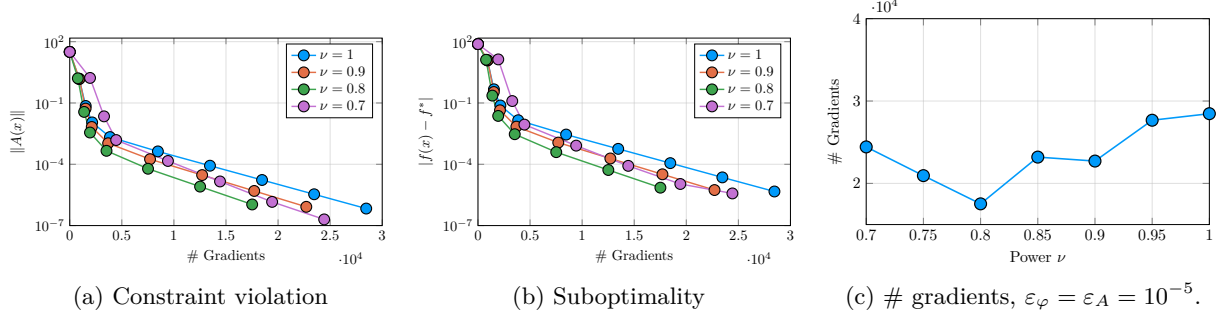 10^2
10^{-1}
10^{-4}
10^{-7}
‖A(x)‖
0 0.5 1 1.5 2 2.5 3
# Gradients
·10^4
ν = 1
ν = 0.9
ν = 0.8
ν = 0.7
(a) Constraint violation
10^2
10^{-1}
10^{-4}
10^{-7}
|f(x) − f*|
0 0.5 1 1.5 2 2.5 3
# Gradients
·10^4
ν = 1
ν = 0.9
ν = 0.8
ν = 0.7
(b) Suboptimality
·10^4
4
3
2
# Gradients
0.7 0.75 0.8 0.85 0.9 0.95 1
Power ν
(c) # gradients, ε_φ = ε_A = 10^{-5}.